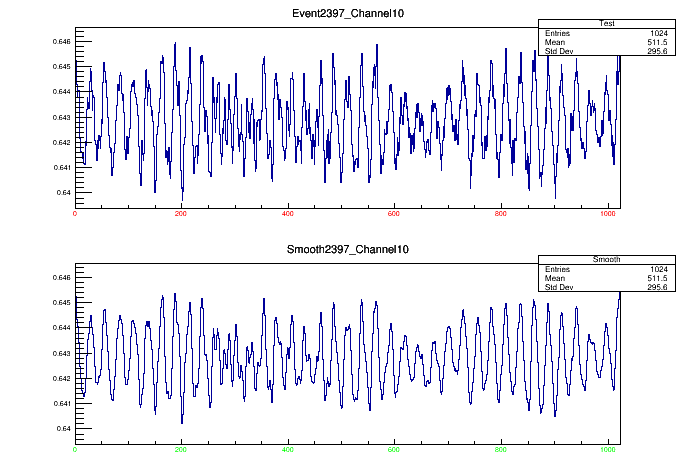 Event2397_Channel10
Test
Entries 1024
Mean 511.5
Std Dev 295.6
0.646
0.645
0.644
0.643
0.642
0.641
0.64
0 200 400 600 800 1000
Smooth2397_Channel10
Smooth
Entries 1024
Mean 511.5
Std Dev 295.6
0.646
0.645
0.644
0.643
0.642
0.641
0.64
0 200 400 600 800 1000